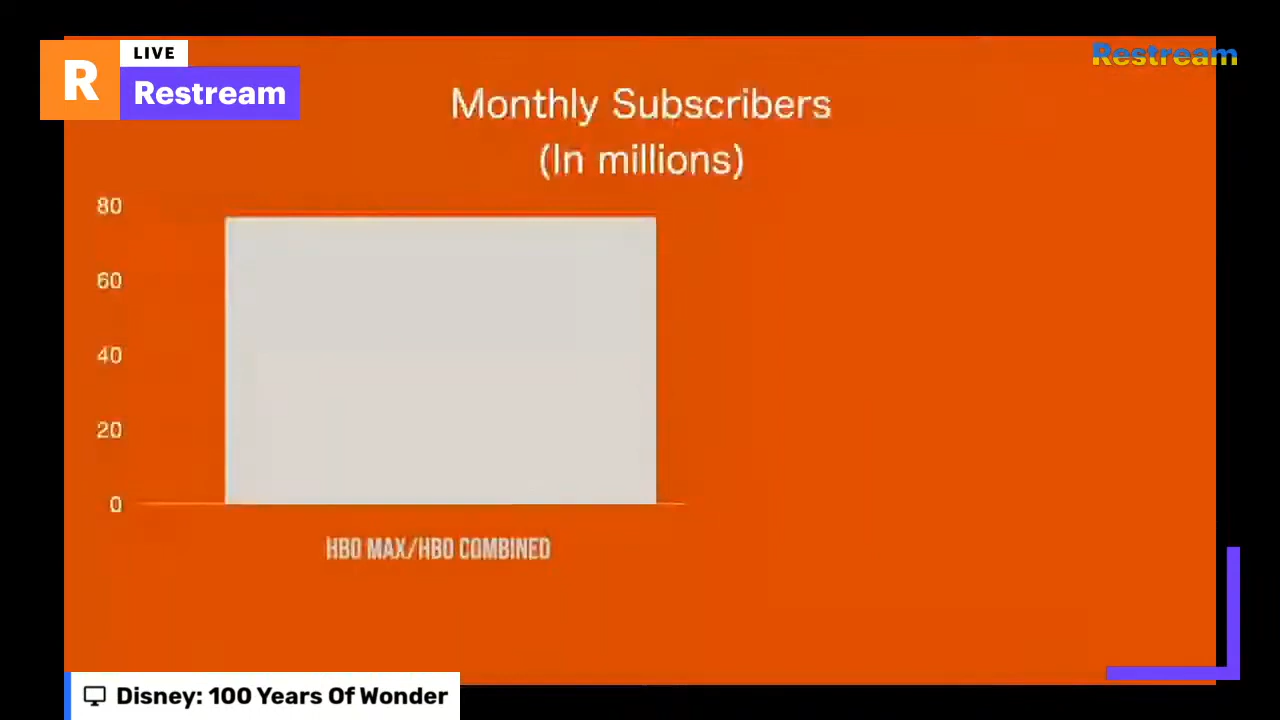 R
LIVE
Restream
Restream
Monthly Subscribers
(In millions)
80
60
40
20
0
HBO MAX/HBO COMBINED
Disney: 100 Years Of Wonder